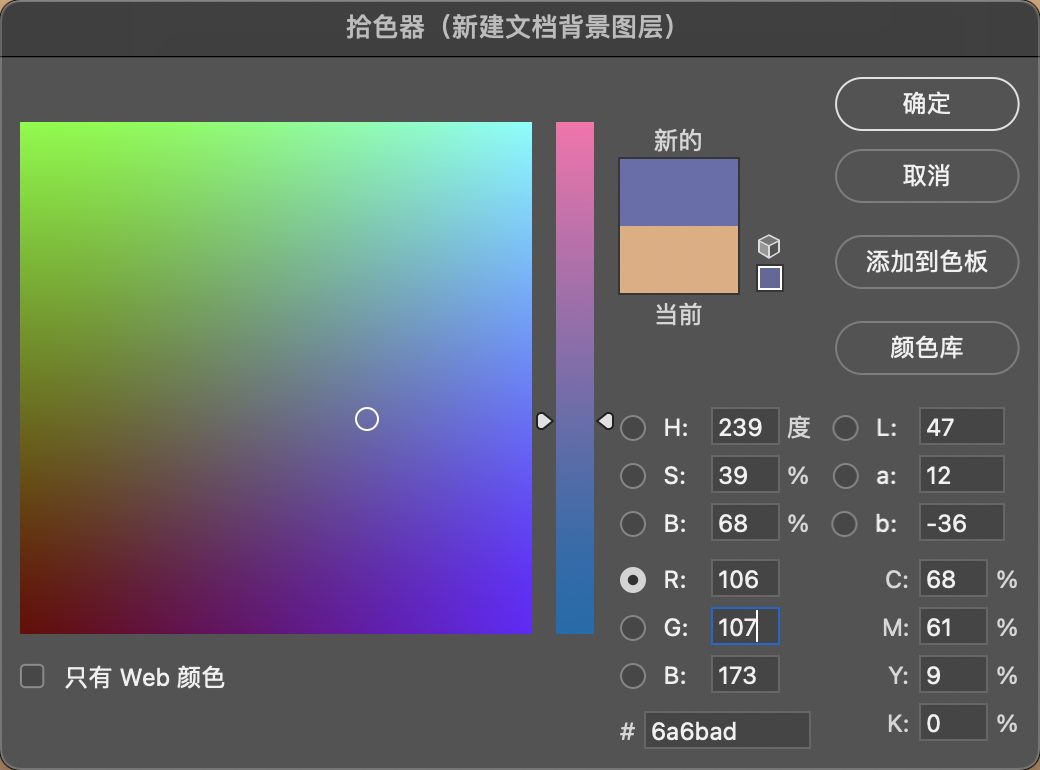 拾色器（新建文档背景图层）
新的
当前
确定
取消
添加到色板
颜色库
H: 239 度 L: 47
S: 39 % a: 12
B: 68 % b: -36
R: 106 C: 68 %
G: 107 M: 61 %
B: 173 Y: 9 %
# 6a6bad K: 0 %
只有 Web 颜色